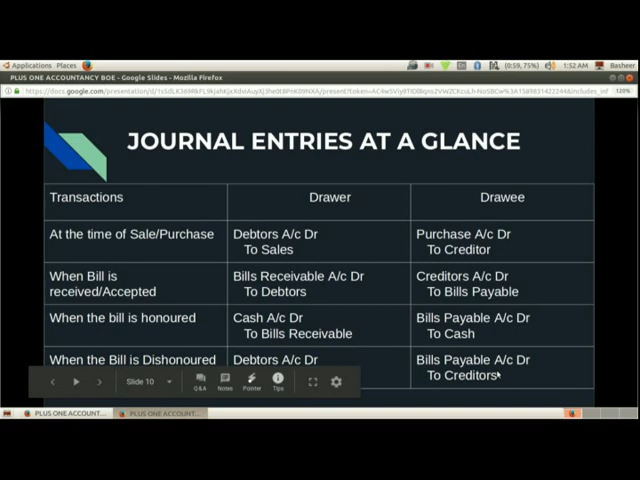 Applications Places
(0:59, 75%) 1:52 AM Basheer
PLUS ONE ACCOUNTANCY BOE - Google Slides - Mozilla Firefox
120%
JOURNAL ENTRIES AT A GLANCE
Transactions Drawer Drawee
At the time of Sale/Purchase
Debtors A/c Dr
To Sales
Purchase A/c Dr
To Creditor
When Bill is
received/Accepted
Bills Receivable A/c Dr
To Debtors
Creditors A/c Dr
To Bills Payable
When the bill is honoured
Cash A/c Dr
To Bills Receivable
Bills Payable A/c Dr
To Cash
When the Bill is Dishonoured
Debtors A/c Dr
Bills Payable A/c Dr
To Creditors
Slide 10
Q&A Notes Pointer Tips
PLUS ONE ACCOUNT... PLUS ONE ACCOUNT...